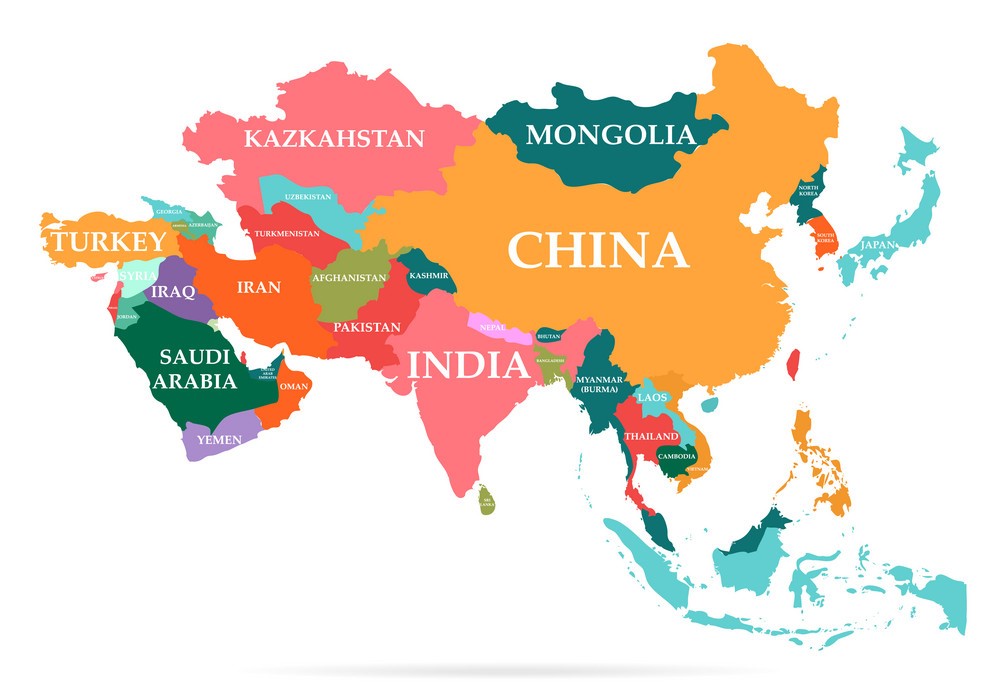 KAZKAHSTAN
MONGOLIA
UZBEKISTAN
NORTH
KOREA
GEORGIA
AZERBAIJAN
TURKMENISTAN
SOUTH
KOREA
TURKEY
CHINA
JAPAN
SYRIA
AFGHANISTAN
KASHMIR
IRAQ
IRAN
JORDAN
PAKISTAN
NEPAL
BHUTAN
SAUDI
ARABIA
INDIA
BANGLADESH
UNITED
ARAB
EMIRATES
OMAN
MYANMAR
(BURMA)
LAOS
YEMEN
THAILAND
CAMBODIA
VIETNAM
SRI
LANKA